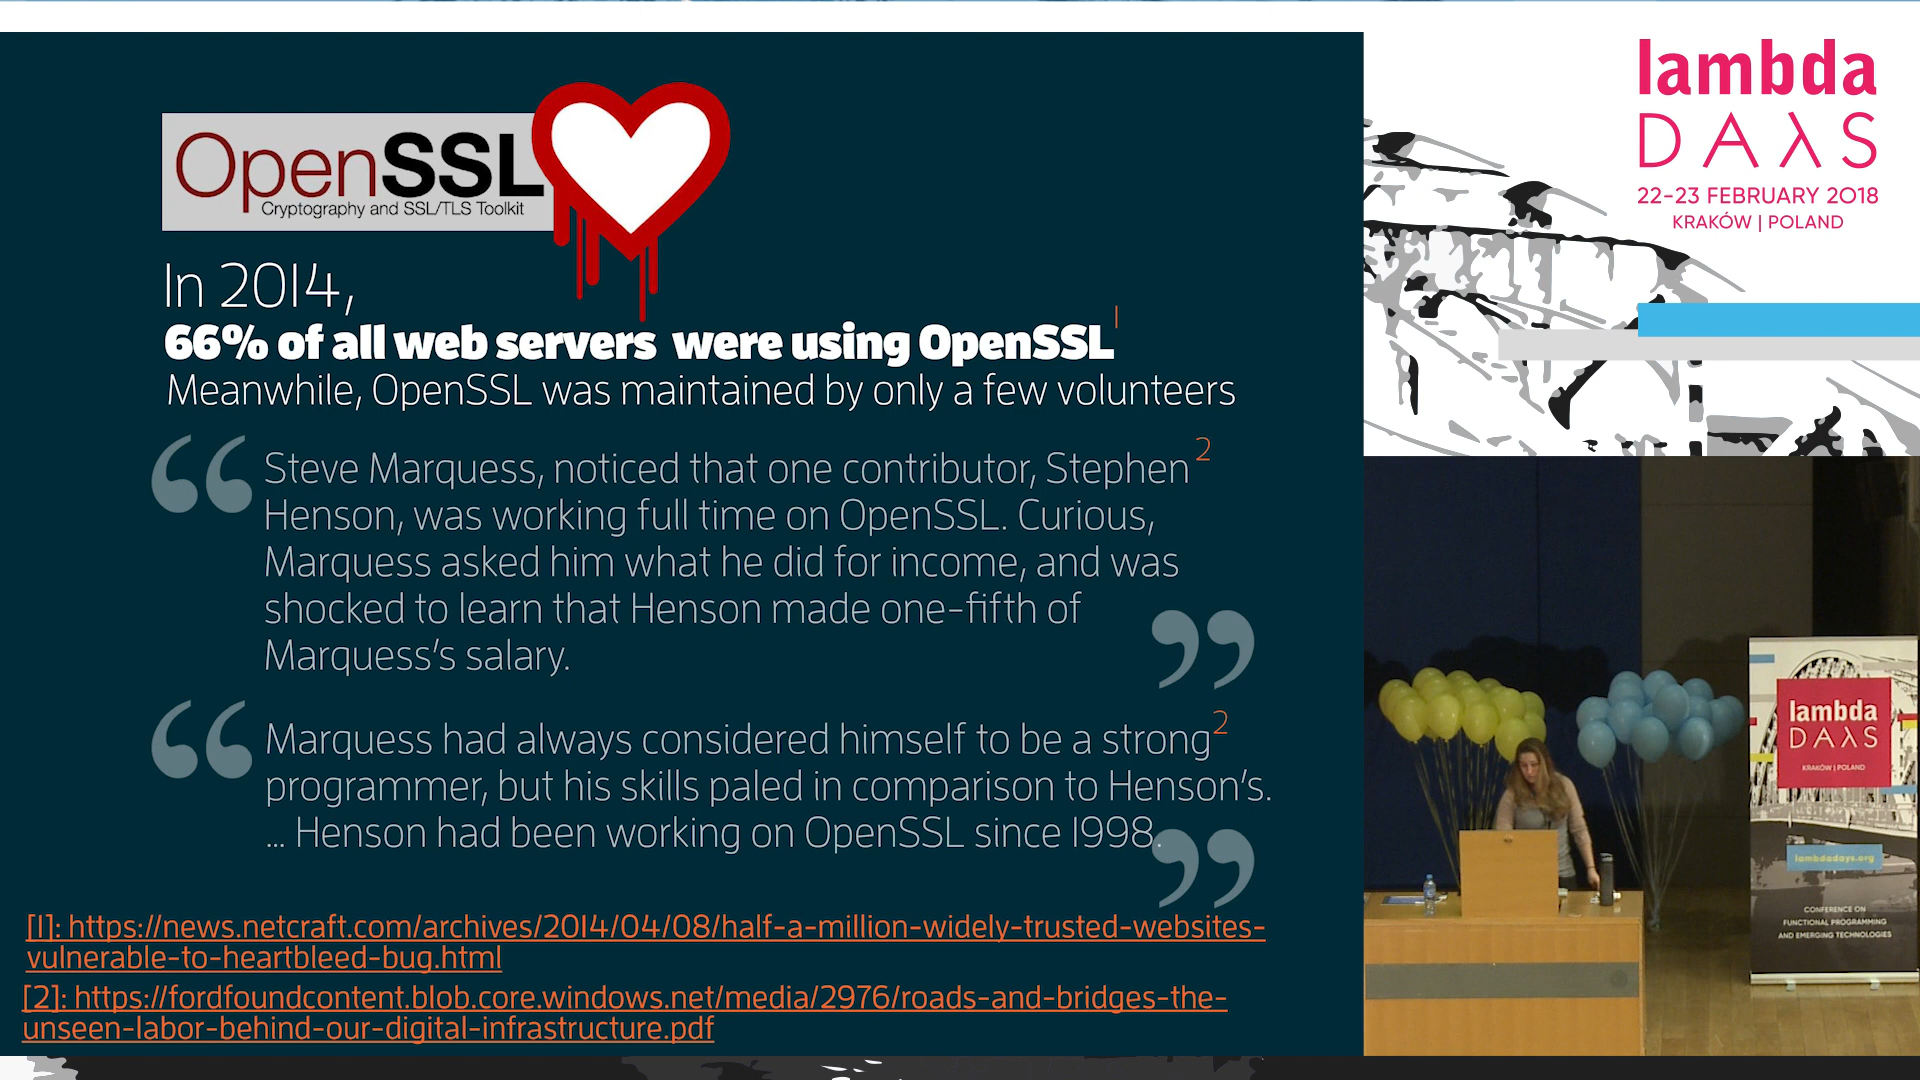 OpenSSL
Cryptography and SSL/TLS Toolkit
In 2014,
66% of all web servers were using OpenSSL 1
Meanwhile, OpenSSL was maintained by only a few volunteers
“ Steve Marquess, noticed that one contributor, Stephen 2
Henson, was working full time on OpenSSL. Curious,
Marquess asked him what he did for income, and was
shocked to learn that Henson made one-fifth of
Marquess’s salary. ”
“ Marquess had always considered himself to be a strong 2
programmer, but his skills paled in comparison to Henson’s.
... Henson had been working on OpenSSL since 1998. ”
[1]: https://news.netcraft.com/archives/2014/04/08/half-a-million-widely-trusted-websites-
vulnerable-to-heartbleed-bug.html
[2]: https://fordfoundcontent.blob.core.windows.net/media/2976/roads-and-bridges-the-
unseen-labor-behind-our-digital-infrastructure.pdf
lambda
DAλS
22-23 FEBRUARY 2018
KRAKÓW | POLAND
lambda
DAλS
KRAKÓW | POLAND
lambdadays.org
CONFERENCE ON
FUNCTIONAL PROGRAMMING
AND EMERGING TECHNOLOGIES